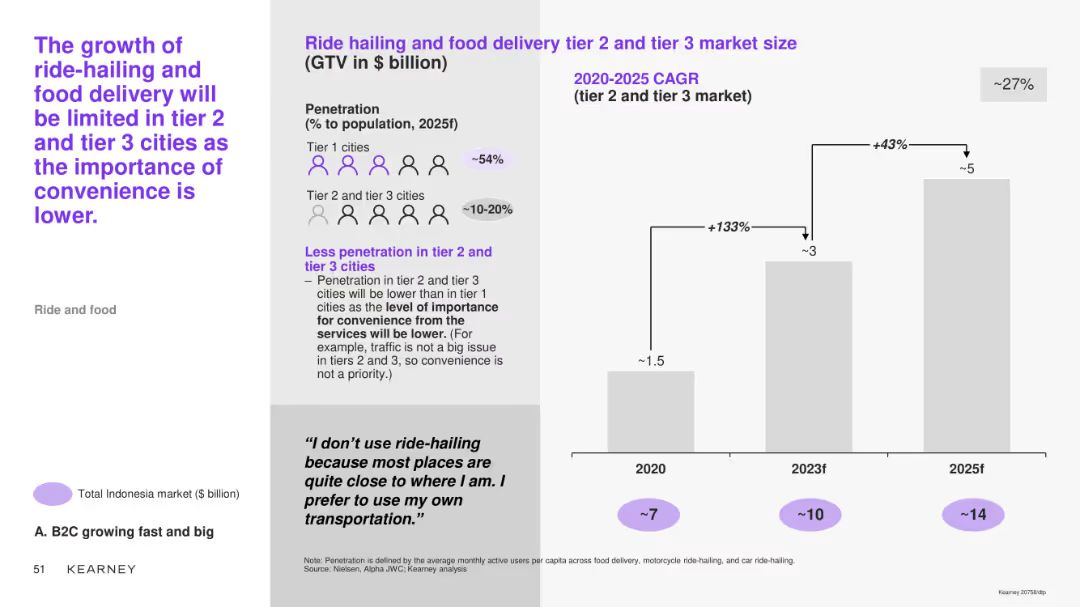 The growth of
ride-hailing and
food delivery will
be limited in tier 2
and tier 3 cities as
the importance of
convenience is
lower.
Ride and food
Total Indonesia market ($ billion)
A. B2C growing fast and big
51 KEARNEY
Ride hailing and food delivery tier 2 and tier 3 market size
(GTV in $ billion)
Penetration
(% to population, 2025f)
Tier 1 cities
~54%
Tier 2 and tier 3 cities
~10-20%
Less penetration in tier 2 and
tier 3 cities
– Penetration in tier 2 and tier 3
cities will be lower than in tier 1
cities as the level of importance
for convenience from the
services will be lower. (For
example, traffic is not a big issue
in tiers 2 and 3, so convenience is
not a priority.)
“I don’t use ride-hailing
because most places are
quite close to where I am. I
prefer to use my own
transportation.”
2020-2025 CAGR
(tier 2 and tier 3 market)
~27%
+43%
~5
+133%
~3
~1.5
2020 2023f 2025f
~7 ~10 ~14
Note: Penetration is defined by the average monthly active users per capita across food delivery, motorcycle ride-hailing, and car ride-hailing.
Source: Nielsen, Alpha JWC; Kearney analysis
Kearney 20758/dtp